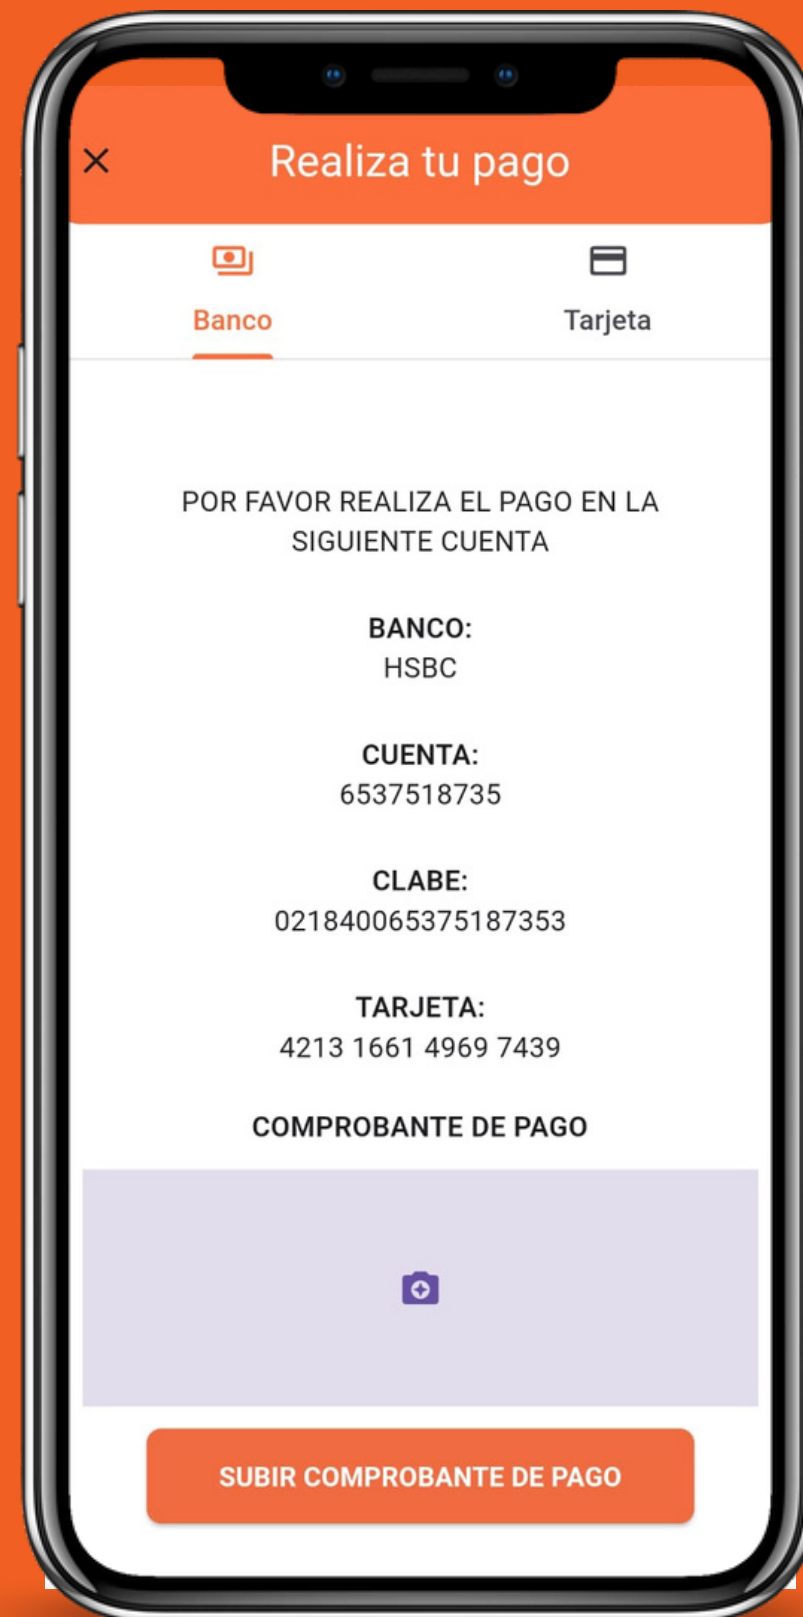 Realiza tu pago
Banco
Tarjeta
POR FAVOR REALIZA EL PAGO EN LA
SIGUIENTE CUENTA
BANCO:
HSBC
CUENTA:
6537518735
CLABE:
021840065375187353
TARJETA:
4213 1661 4969 7439
COMPROBANTE DE PAGO
SUBIR COMPROBANTE DE PAGO